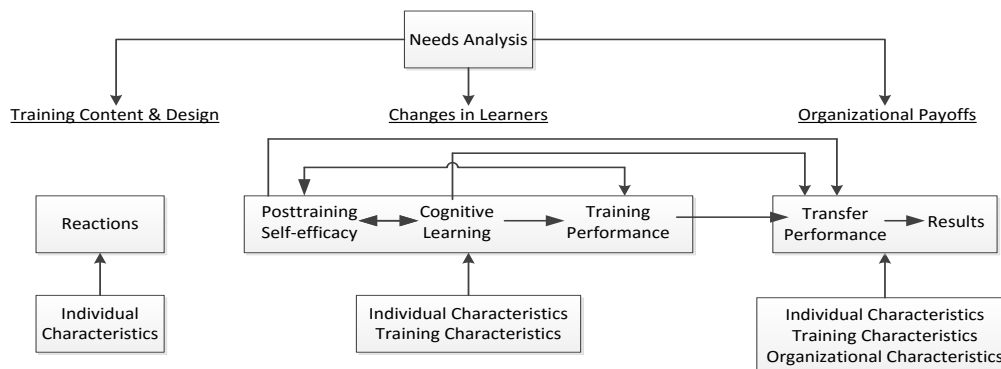 Needs Analysis
Training Content & Design
Changes in Learners
Organizational Payoffs
Reactions
Posttraining
Self-efficacy
Cognitive
Learning
Training
Performance
Transfer
Performance
Results
Individual
Characteristics
Individual Characteristics
Training Characteristics
Individual Characteristics
Training Characteristics
Organizational Characteristics